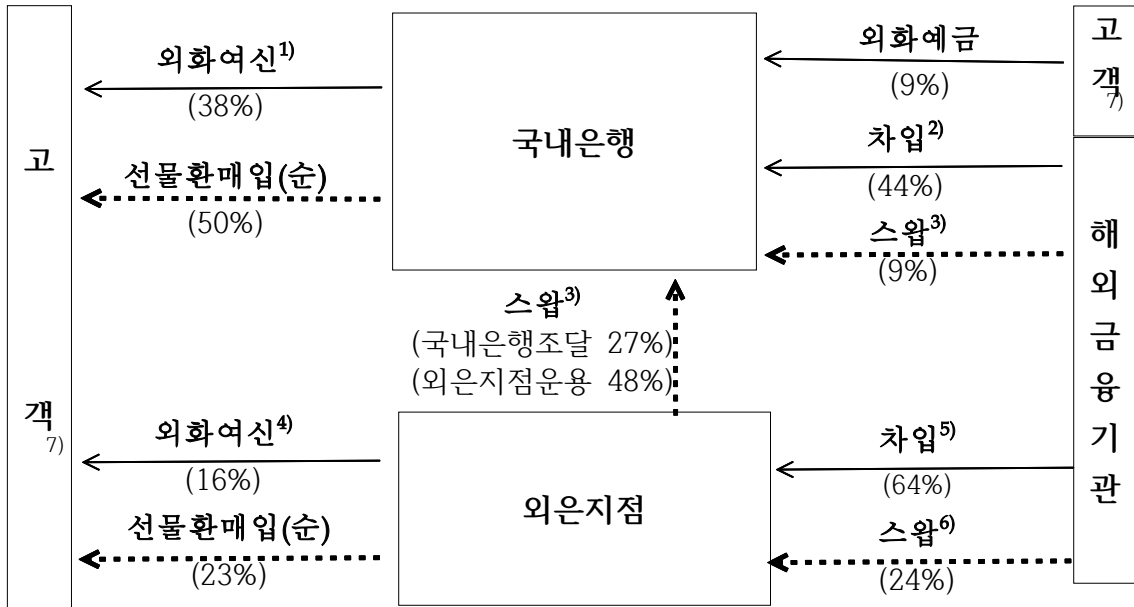 고
객7)
외화여신1)
(38%)
선물환매입(순)
(50%)
국내은행
외화예금
(9%)
차입2)
(44%)
스왑3)
(9%)
고
객
7)
해
외
금
융
기
관
스왑3)
(국내은행조달 27%)
(외은지점운용 48%)
외화여신4)
(16%)
선물환매입(순)
(23%)
외은지점
차입5)
(64%)
스왑6)
(24%)